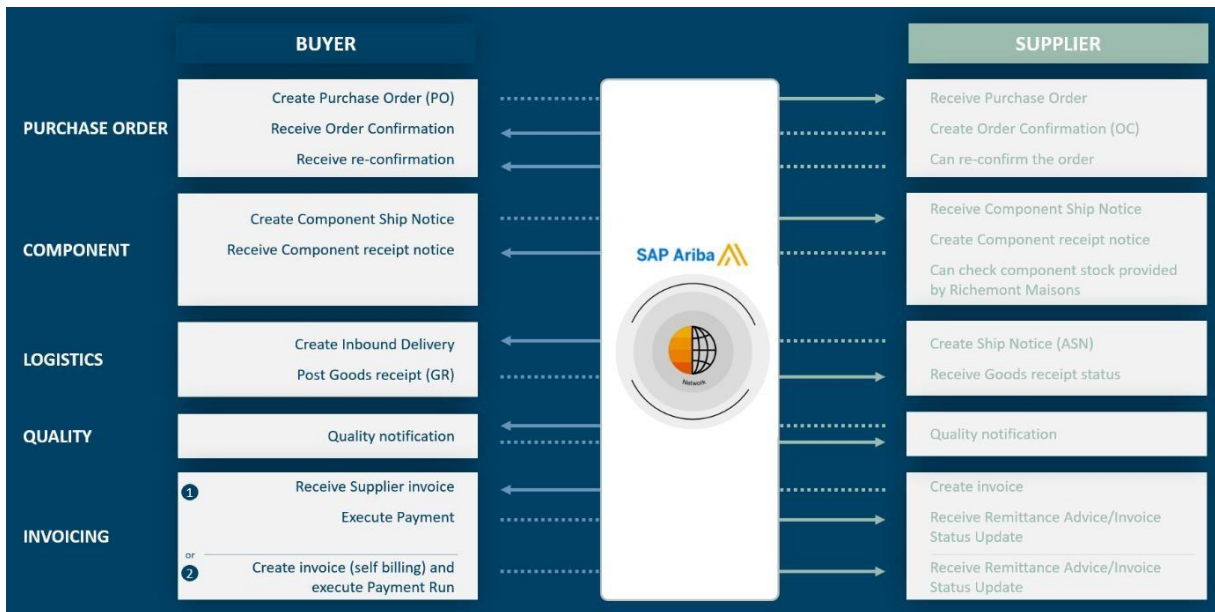 BUYER
SUPPLIER
PURCHASE ORDER
Create Purchase Order (PO)
Receive Order Confirmation
Receive re-confirmation
Receive Purchase Order
Create Order Confirmation (OC)
Can re-confirm the order
COMPONENT
Create Component Ship Notice
Receive Component receipt notice
SAP Ariba
Network
Receive Component Ship Notice
Create Component receipt notice
Can check component stock provided
by Richemont Maisons
LOGISTICS
Create Inbound Delivery
Post Goods receipt (GR)
Create Ship Notice (ASN)
Receive Goods receipt status
QUALITY
Quality notification
Quality notification
INVOICING
1
Receive Supplier invoice
Execute Payment
or
2
Create invoice (self billing) and
execute Payment Run
Create invoice
Receive Remittance Advice/Invoice
Status Update
Receive Remittance Advice/Invoice
Status Update